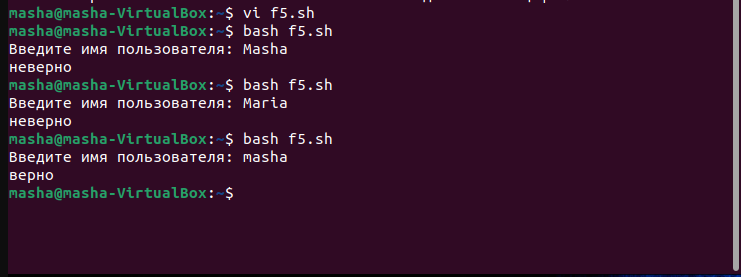 masha@masha-VirtualBox:~$ vi f5.sh
masha@masha-VirtualBox:~$ bash f5.sh
Введите имя пользователя: Masha
неверно
masha@masha-VirtualBox:~$ bash f5.sh
Введите имя пользователя: Maria
неверно
masha@masha-VirtualBox:~$ bash f5.sh
Введите имя пользователя: masha
верно
masha@masha-VirtualBox:~$